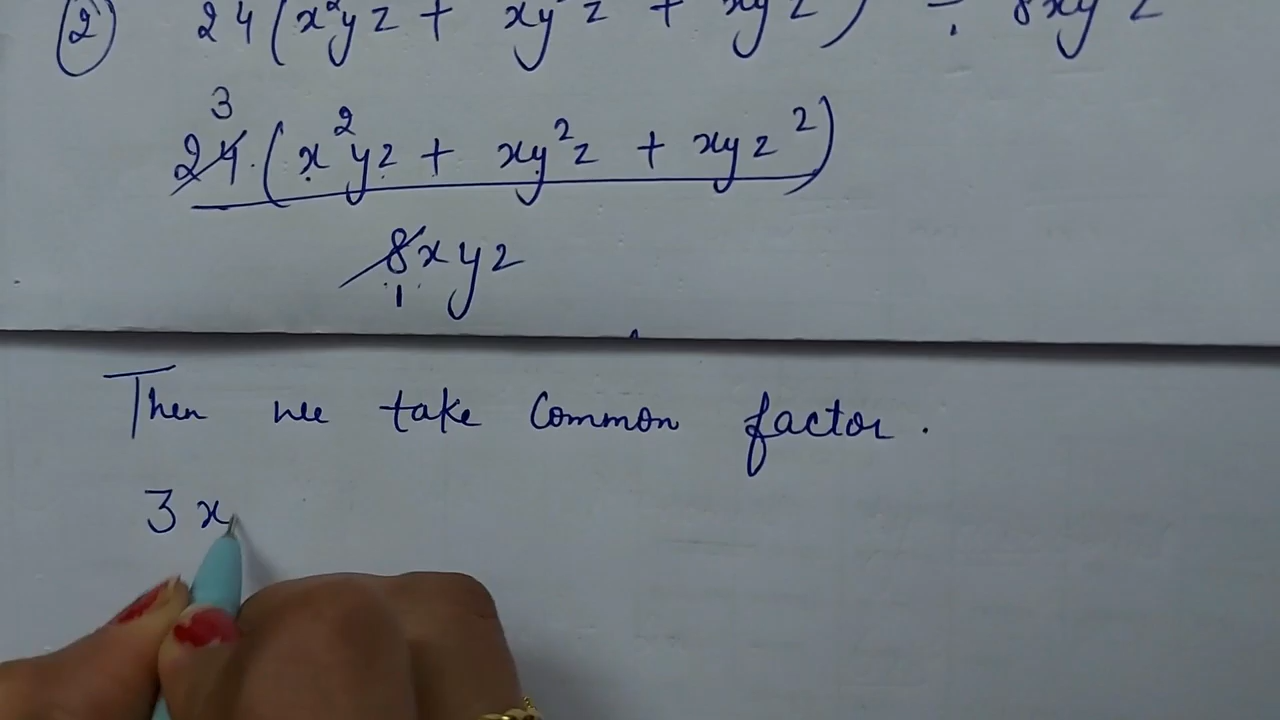 (2) 24 (x²yz + xy²z + xyz²) ÷ 8xyz
3
24 . (x²yz + xy²z + xyz²)
8xyz
1
Then we take Common factor .
3x